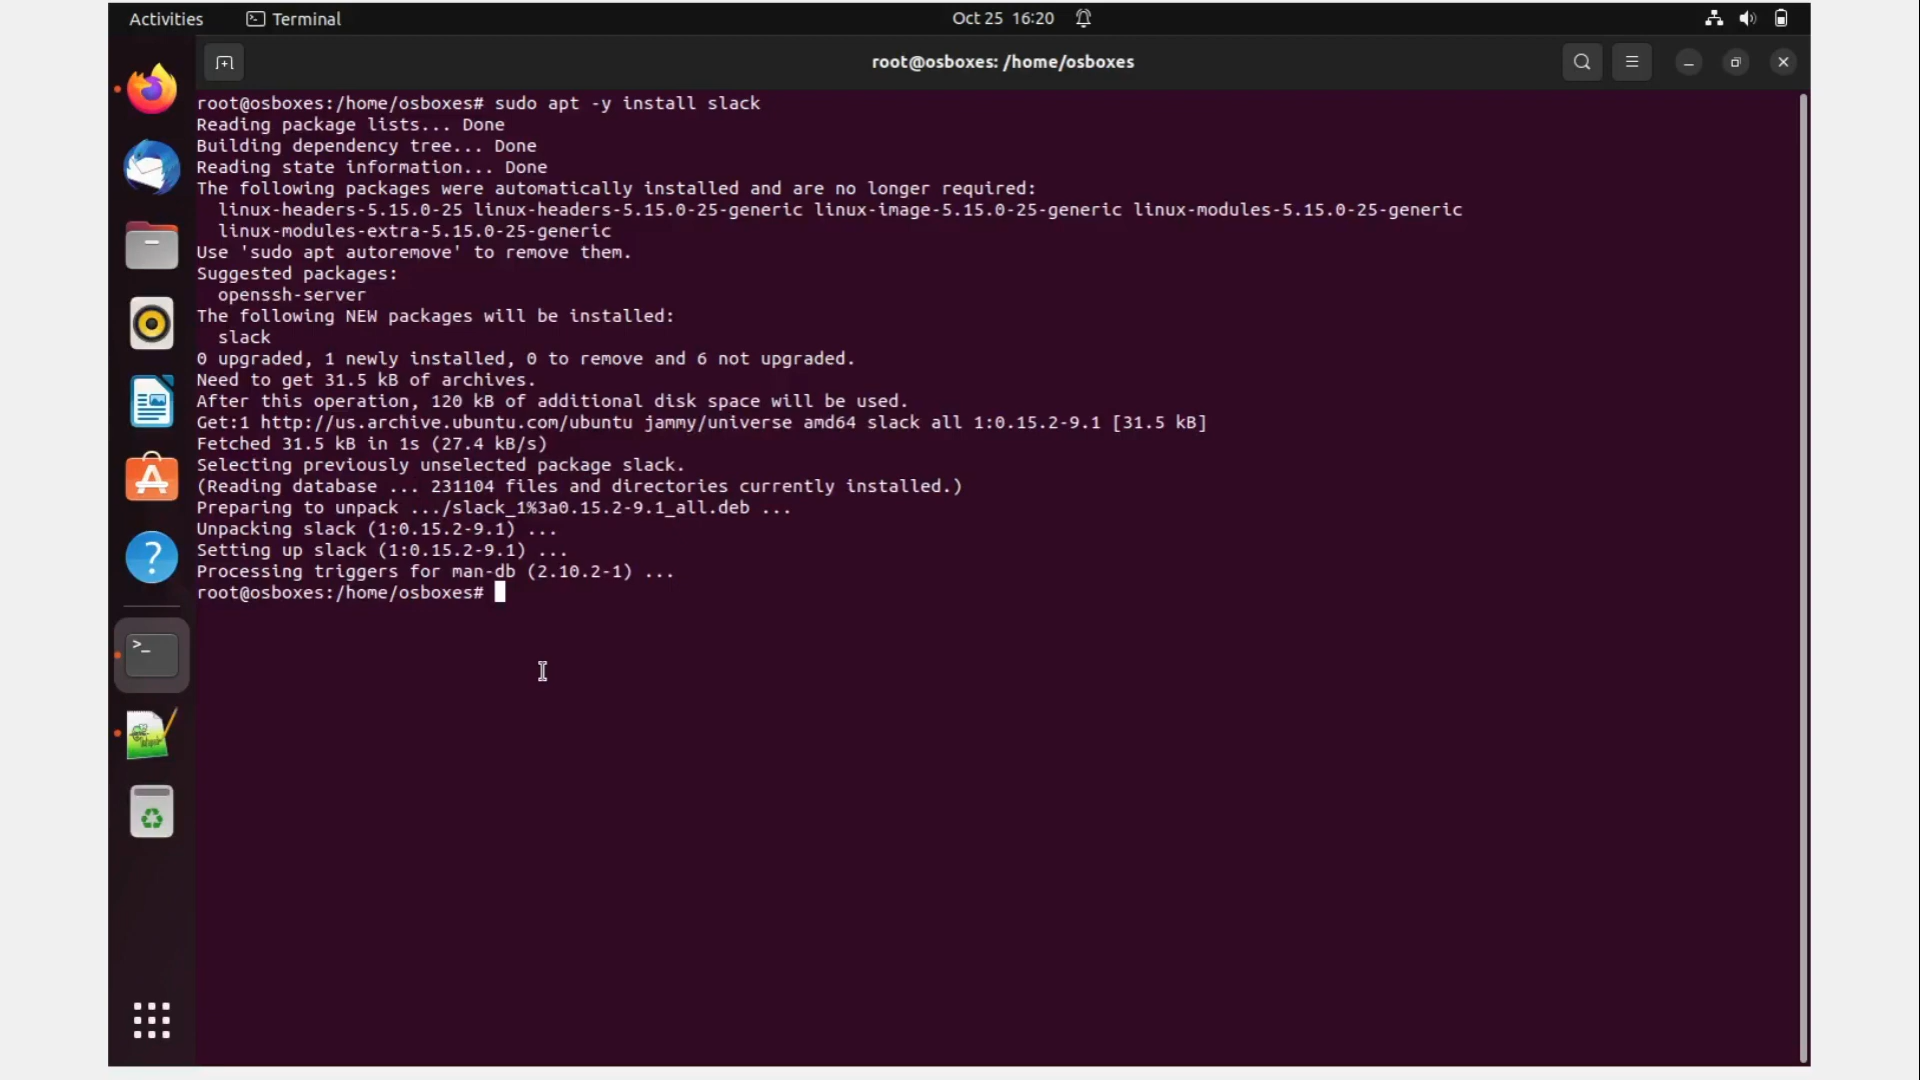 Activities Terminal Oct 25 16:20
root@osboxes: /home/osboxes
root@osboxes:/home/osboxes# sudo apt -y install slack
Reading package lists... Done
Building dependency tree... Done
Reading state information... Done
The following packages were automatically installed and are no longer required:
  linux-headers-5.15.0-25 linux-headers-5.15.0-25-generic linux-image-5.15.0-25-generic linux-modules-5.15.0-25-generic
  linux-modules-extra-5.15.0-25-generic
Use 'sudo apt autoremove' to remove them.
Suggested packages:
  openssh-server
The following NEW packages will be installed:
  slack
0 upgraded, 1 newly installed, 0 to remove and 6 not upgraded.
Need to get 31.5 kB of archives.
After this operation, 120 kB of additional disk space will be used.
Get:1 http://us.archive.ubuntu.com/ubuntu jammy/universe amd64 slack all 1:0.15.2-9.1 [31.5 kB]
Fetched 31.5 kB in 1s (27.4 kB/s)
Selecting previously unselected package slack.
(Reading database ... 231104 files and directories currently installed.)
Preparing to unpack .../slack_1%3a0.15.2-9.1_all.deb ...
Unpacking slack (1:0.15.2-9.1) ...
Setting up slack (1:0.15.2-9.1) ...
Processing triggers for man-db (2.10.2-1) ...
root@osboxes:/home/osboxes#